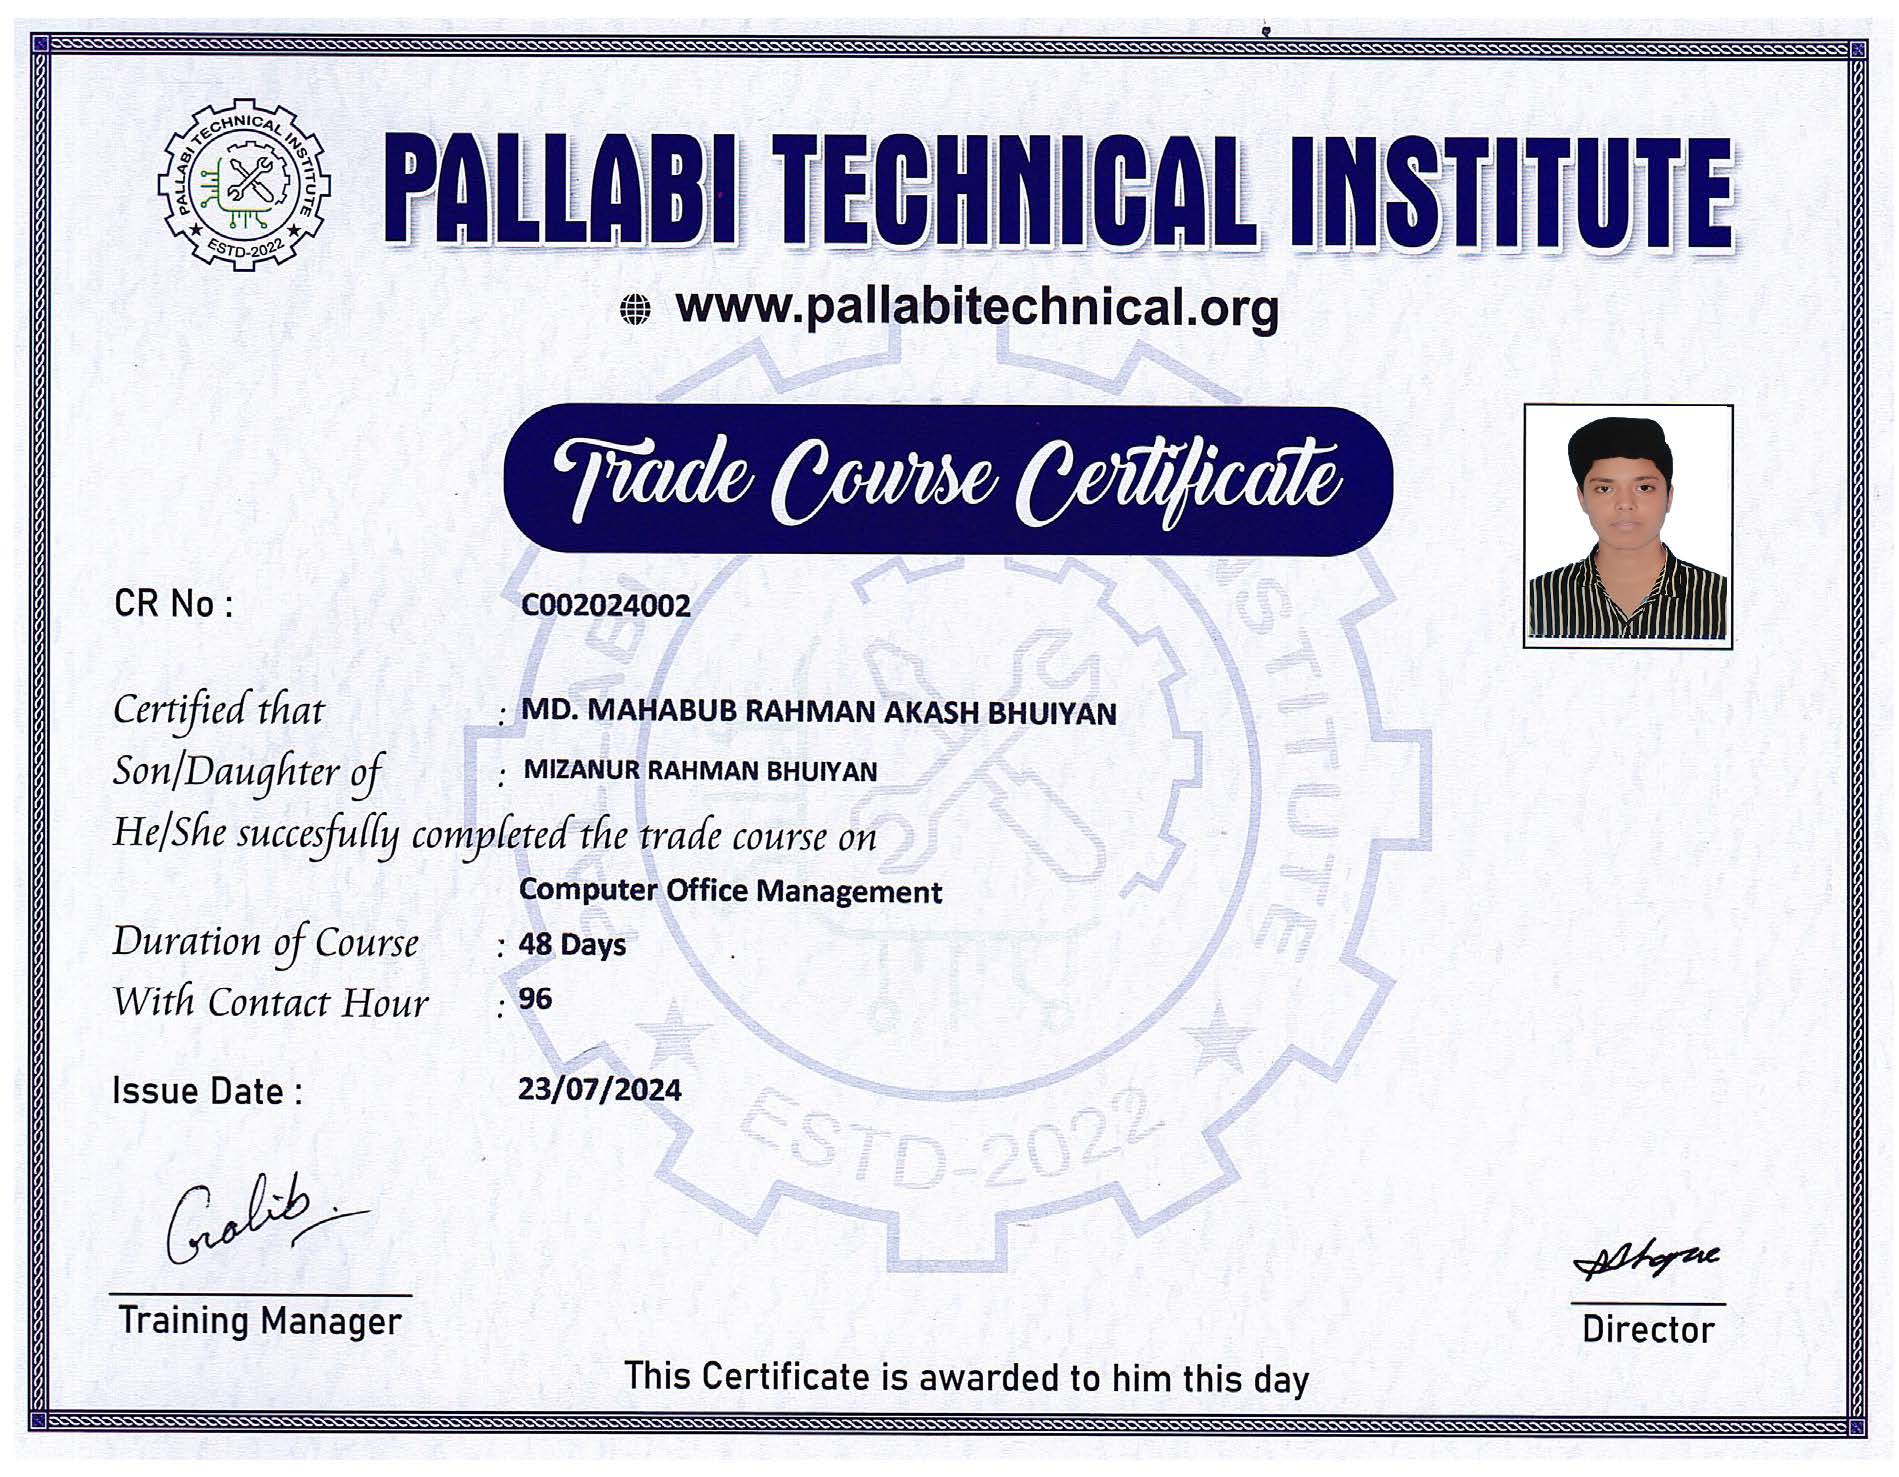 PALLABI TECHNICAL INSTITUTE
ESTD-2022
PALLABI TECHNICAL INSTITUTE
www.pallabitechnical.org
Trade Course Certificate
CR No : C002024002
Certified that : MD. MAHABUB RAHMAN AKASH BHUIYAN
Son/Daughter of : MIZANUR RAHMAN BHUIYAN
He/She succesfully completed the trade course on
Computer Office Management
Duration of Course : 48 Days
With Contact Hour : 96
Issue Date : 23/07/2024
ESTD-2022
Galib
Training Manager
Director
This Certificate is awarded to him this day